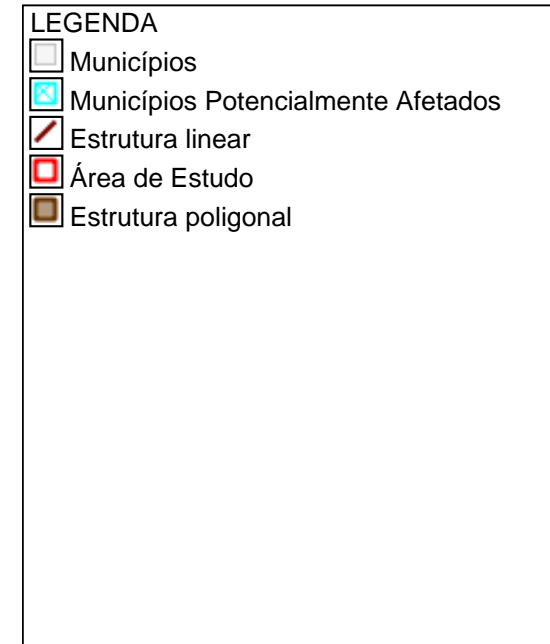 LEGENDA
Municípios
Municípios Potencialmente Afetados
Estrutura linear
Área de Estudo
Estrutura poligonal